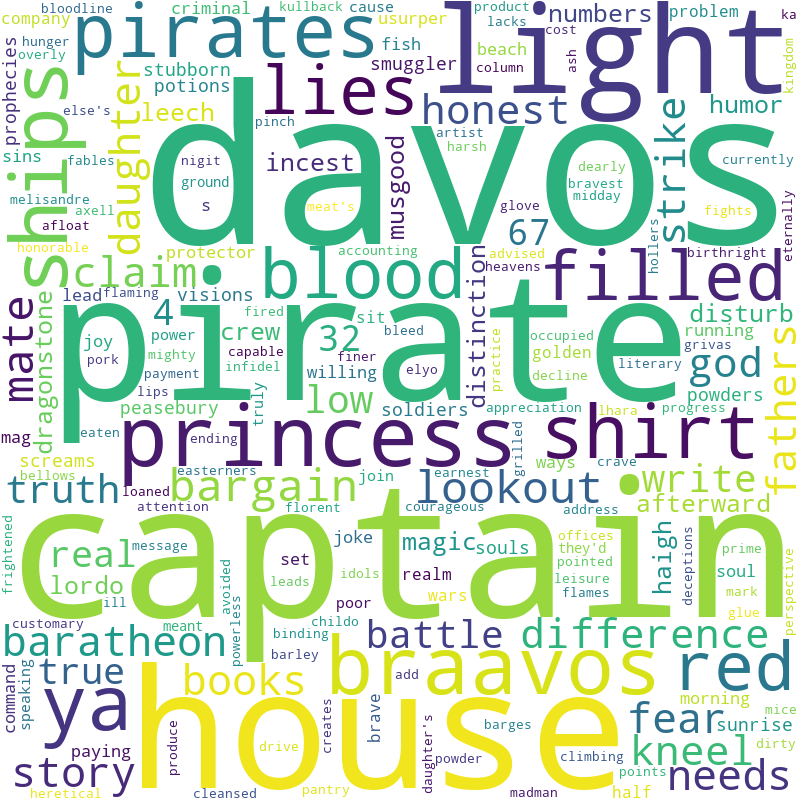 bloodline
criminal
kullback
cause
product
light
ka
company
pirates
usurper
numbers
problem
hunger
lacks
cost
overly
fish
beach
prophecies
ships
daughter
stubborn
potions
lies
smuggler
column
ash
kingdom
else's
leech
honest
strike
humor
davos
pinch
artist
harsh
sins
fables
nigit
incest
musgood
dearly
currently
melisandre
ground
bravest
midday
axell
s
meat's
glove
67
fights
eternally
afloat
honorable
protector
accounting
distinction
advised
hollers
birthright
claim
blood
heavens
filled
lead
flaming
visions
fired
mate
dragonstone
4
pirate
sit
bleed
practice
occupied
running
disturb
joy
power
crew
32
finer
golden
grivas
pork
mighty
capable
elyo
literary
god
payment
infidel
willing
decline
fathers
lips
peasebury
truly
low
soldiers
appreciation
lhara
progress
powders
mag
eaten
ending
princess
grilled
shirt
screams
easterners
join
earnest
ways
crave
bellows
truth
loaned
bargain
lookout
write
attention
florent
courageous
address
afterward
frightened
captain
joke
offices
prime
real
message
set
magic
souls
they'd
pointed
haigh
deceptions
soul
perspective
lordo
leads
idols
realm
leisure
mark
ill
avoided
poor
wars
flames
glue
customary
meant
powerless
childo
baratheon
binding
battle
difference
command
speaking
true
barley
add
braavos
red
ya
books
brave
morning
mice
house
creates
daughter's
barges
fear
sunrise
paying
produce
drive
climbing
kneel
dirty
story
powder
points
needs
heretical
cleansed
pantry
madman
half